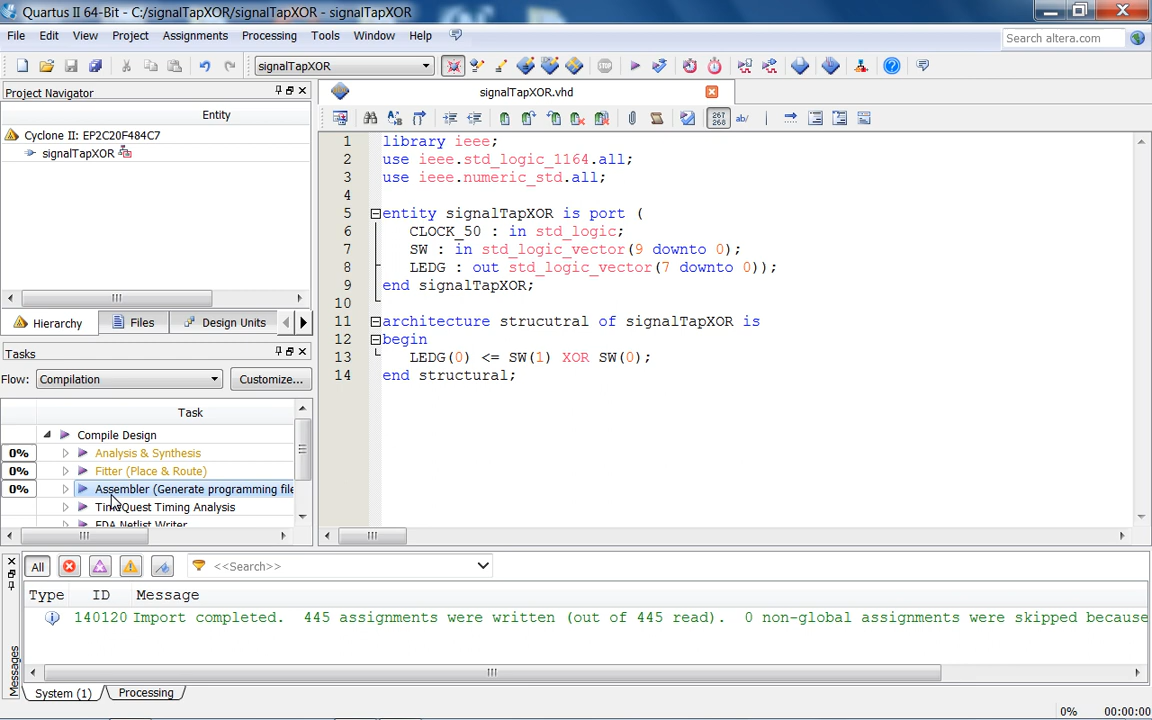 Quartus II 64-Bit - C:/signalTapXOR/signalTapXOR - signalTapXOR
File Edit View Project Assignments Processing Tools Window Help
Search altera.com
signalTapXOR
Project Navigator
Entity
Cyclone II: EP2C20F484C7
signalTapXOR
Hierarchy Files Design Units
Tasks
Flow: Compilation Customize...
Task
Compile Design
0% Analysis & Synthesis
0% Fitter (Place & Route)
0% Assembler (Generate programming file
TimeQuest Timing Analysis
EDA Netlist Writer
signalTapXOR.vhd
267
268
ab/
1 library ieee;
2 use ieee.std_logic_1164.all;
3 use ieee.numeric_std.all;
4
5 entity signalTapXOR is port (
6 CLOCK_50 : in std_logic;
7 SW : in std_logic_vector(9 downto 0);
8 LEDG : out std_logic_vector(7 downto 0));
9 end signalTapXOR;
10
11 architecture strucutral of signalTapXOR is
12 begin
13 LEDG(0) <= SW(1) XOR SW(0);
14 end structural;
All <<Search>>
Type ID Message
140120 Import completed. 445 assignments were written (out of 445 read). 0 non-global assignments were skipped because
Messages
System (1) Processing
0% 00:00:00